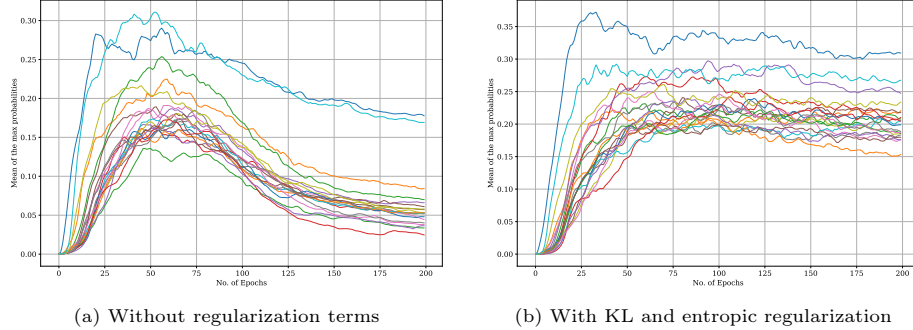 0.30
0.25
0.20
0.15
0.10
0.05
0.00
Mean of the max probabilities
0 25 50 75 100 125 150 175 200
No. of Epochs
(a) Without regularization terms
0.35
0.30
0.25
0.20
0.15
0.10
0.05
0.00
Mean of the max probabilities
0 25 50 75 100 125 150 175 200
No. of Epochs
(b) With KL and entropic regularization